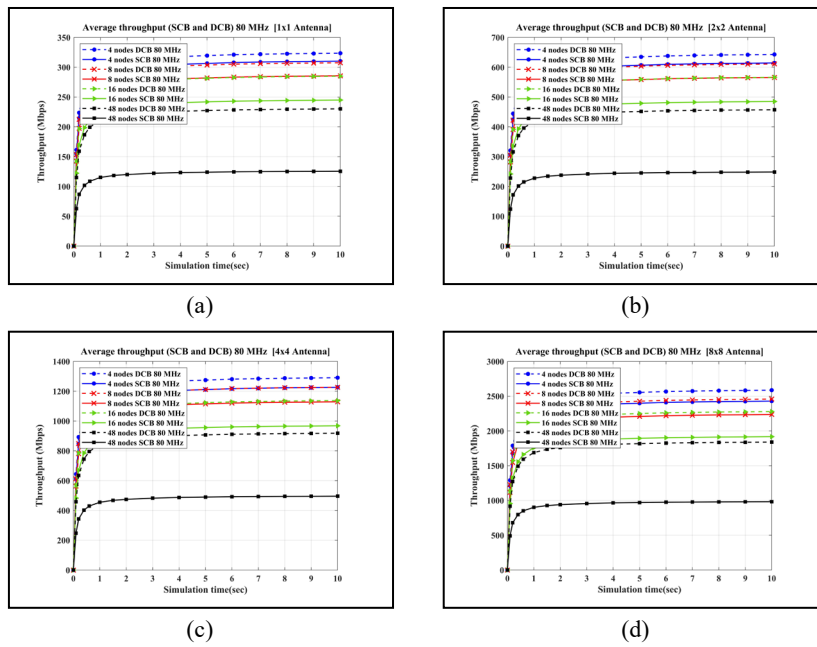 Average throughput (SCB and DCB) 80 MHz [1x1 Antenna]
350
300
250
200
150
100
50
0
Throughput (Mbps)
4 nodes DCB 80 MHz
4 nodes SCB 80 MHz
8 nodes DCB 80 MHz
8 nodes SCB 80 MHz
16 nodes DCB 80 MHz
16 nodes SCB 80 MHz
48 nodes DCB 80 MHz
48 nodes SCB 80 MHz
0 1 2 3 4 5 6 7 8 9 10
Simulation time(sec)
(a)
Average throughput (SCB and DCB) 80 MHz [2x2 Antenna]
700
600
500
400
300
200
100
0
Throughput (Mbps)
4 nodes DCB 80 MHz
4 nodes SCB 80 MHz
8 nodes DCB 80 MHz
8 nodes SCB 80 MHz
16 nodes DCB 80 MHz
16 nodes SCB 80 MHz
48 nodes DCB 80 MHz
48 nodes SCB 80 MHz
0 1 2 3 4 5 6 7 8 9 10
Simulation time(sec)
(b)
Average throughput (SCB and DCB) 80 MHz [4x4 Antenna]
1400
1200
1000
800
600
400
200
0
Throughput (Mbps)
4 nodes DCB 80 MHz
4 nodes SCB 80 MHz
8 nodes DCB 80 MHz
8 nodes SCB 80 MHz
16 nodes DCB 80 MHz
16 nodes SCB 80 MHz
48 nodes DCB 80 MHz
48 nodes SCB 80 MHz
0 1 2 3 4 5 6 7 8 9 10
Simulation time(sec)
(c)
Average throughput (SCB and DCB) 80 MHz [8x8 Antenna]
3000
2500
2000
1500
1000
500
0
Throughput (Mbps)
4 nodes DCB 80 MHz
4 nodes SCB 80 MHz
8 nodes DCB 80 MHz
8 nodes SCB 80 MHz
16 nodes DCB 80 MHz
16 nodes SCB 80 MHz
48 nodes DCB 80 MHz
48 nodes SCB 80 MHz
0 1 2 3 4 5 6 7 8 9 10
Simulation time(sec)
(d)